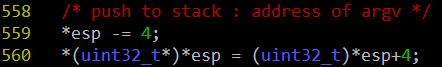 558 /* push to stack : address of argv */
559 *esp -= 4;
560 *(uint32_t*)*esp = (uint32_t)*esp+4;